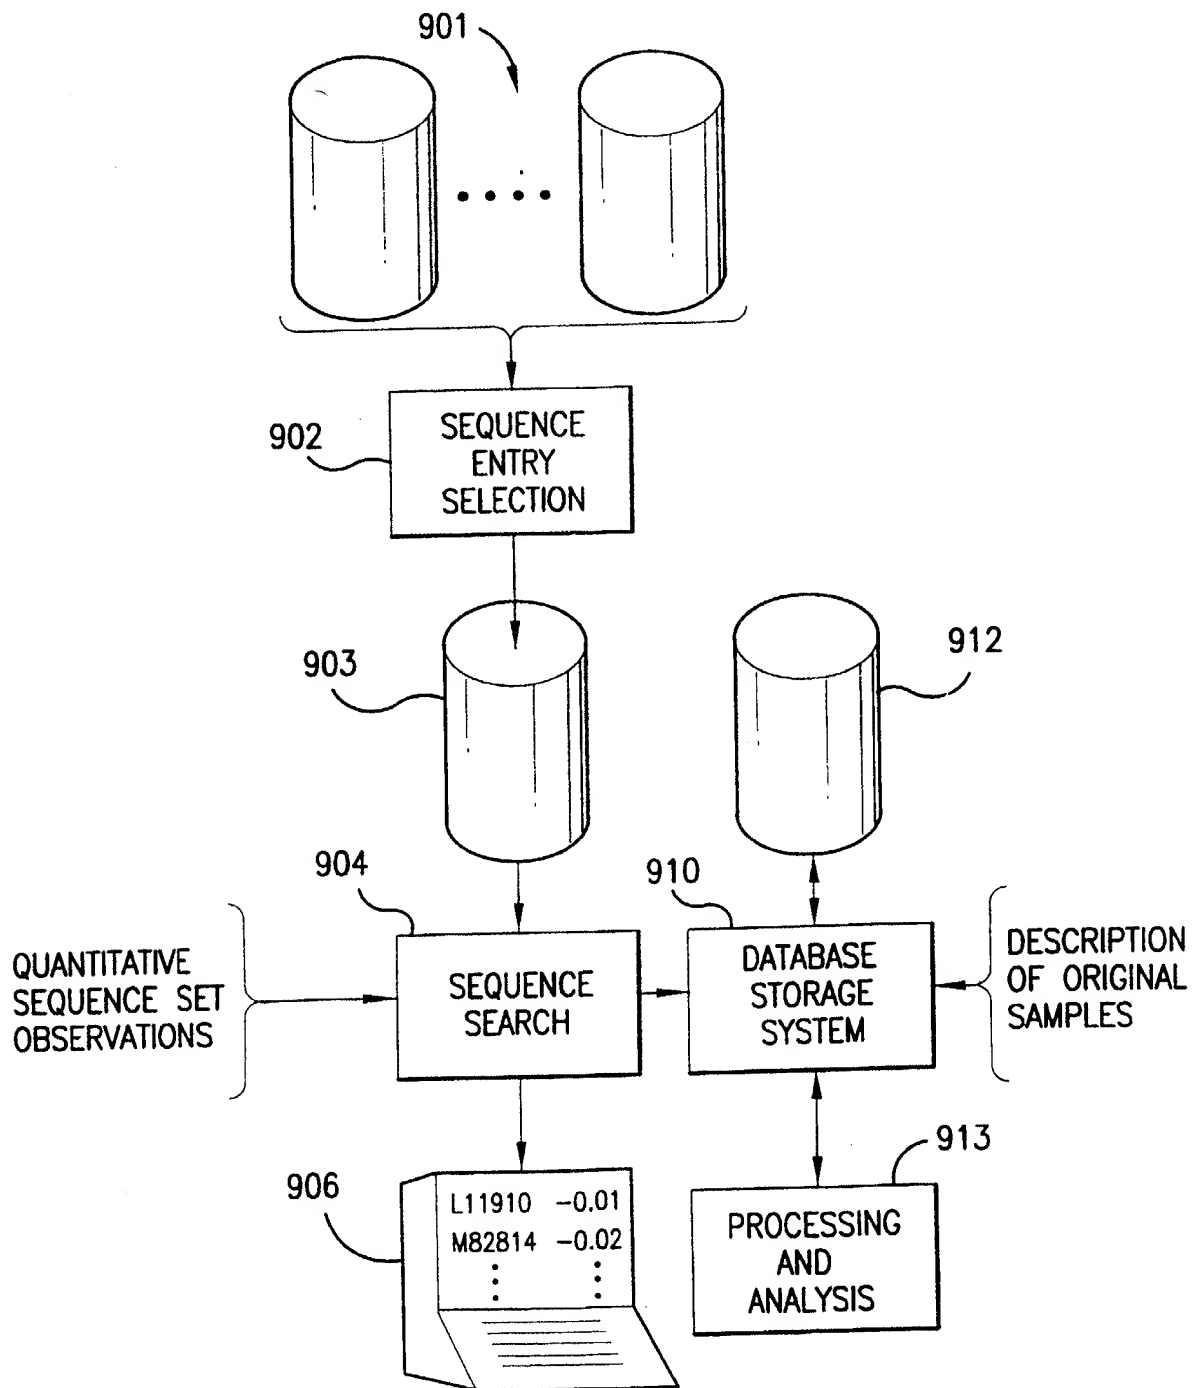 901
902
SEQUENCE
ENTRY
SELECTION
903
912
904
910
QUANTITATIVE
SEQUENCE SET
OBSERVATIONS
SEQUENCE
SEARCH
DATABASE
STORAGE
SYSTEM
DESCRIPTION
OF ORIGINAL
SAMPLES
906
L11910 -0.01
M82814 -0.02
913
PROCESSING
AND
ANALYSIS